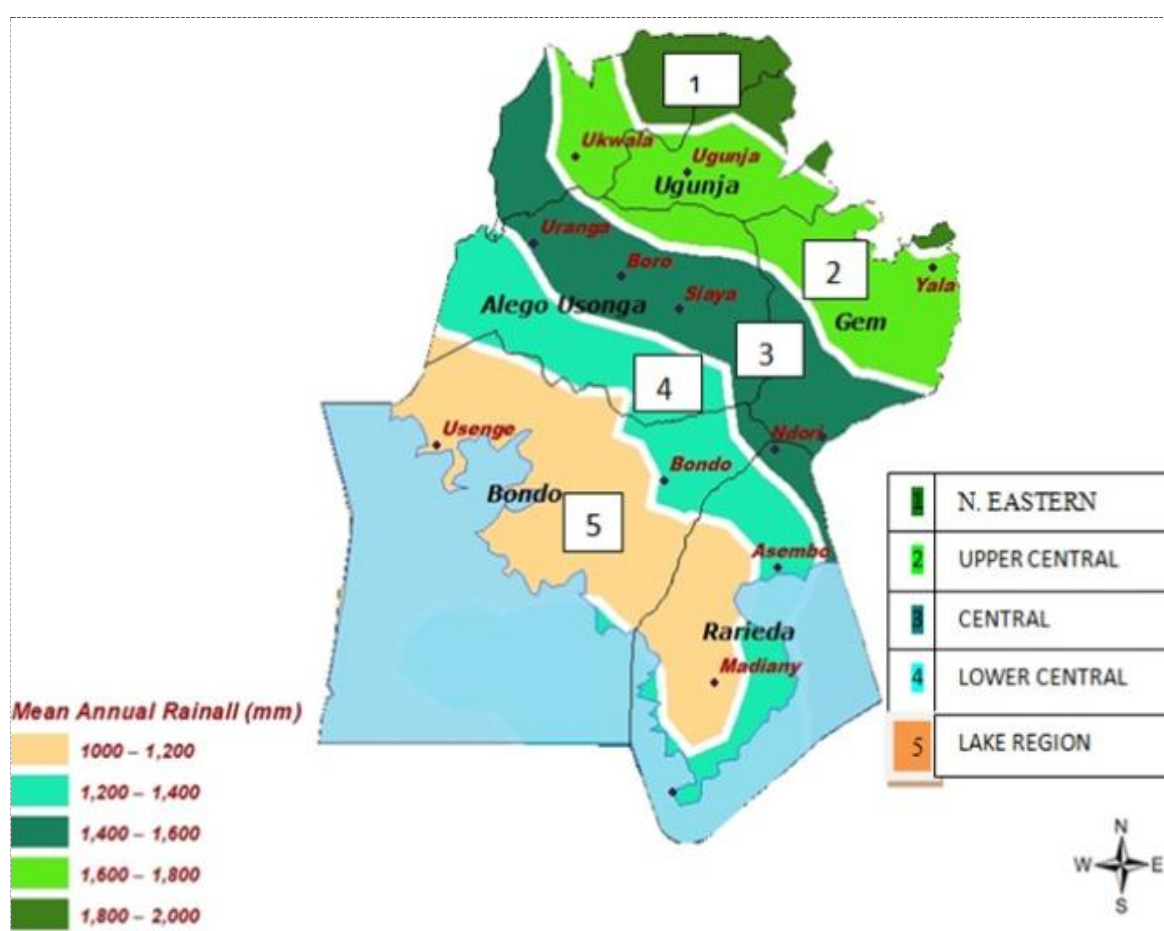 1
Ukwala
Ugunja
Ugunja
Uranga
2
Boro
Yala
Alego Usonga
Siaya
Gem
3
4
Usenge
Ndori
Bondo
Bondo
5
Asembo
Rarieda
Madiany
1 N. EASTERN
2 UPPER CENTRAL
3 CENTRAL
4 LOWER CENTRAL
5 LAKE REGION
Mean Annual Rainall (mm)
1000 – 1,200
1,200 – 1,400
1,400 – 1,600
1,600 – 1,800
1,800 – 2,000
N
W E
S